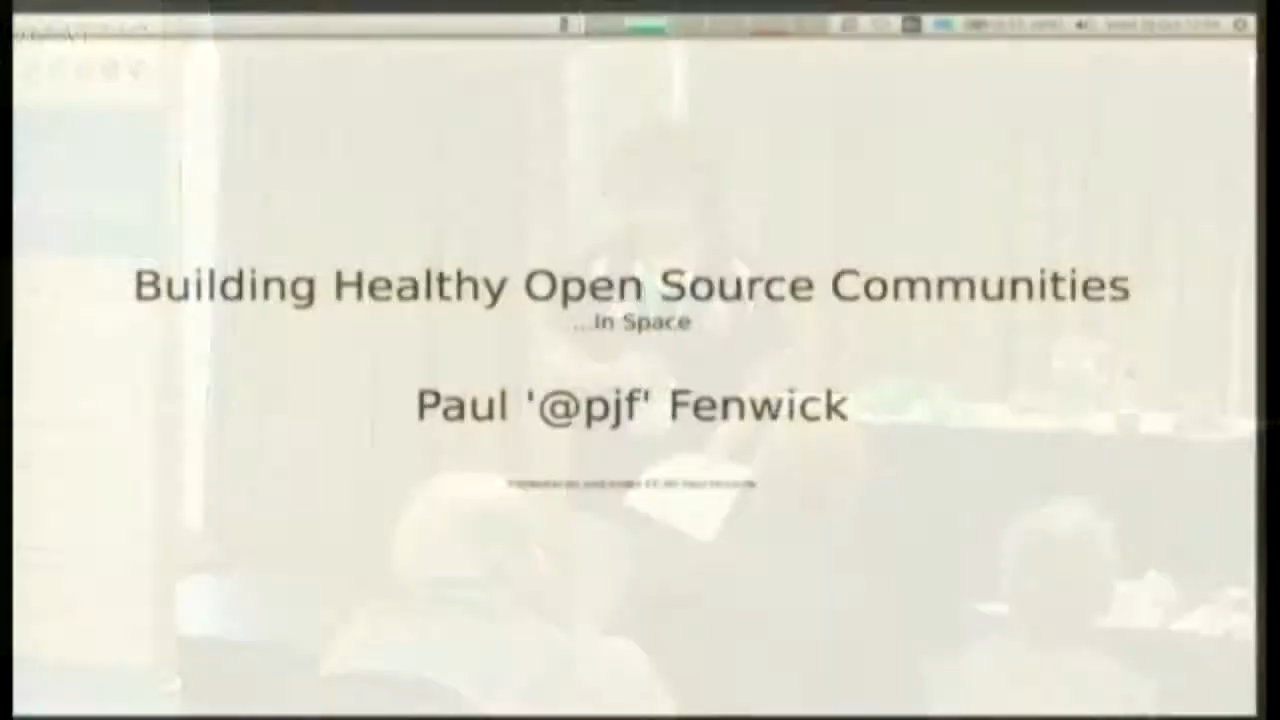 Building Healthy Open Source Communities
...In Space
Paul '@pjf' Fenwick